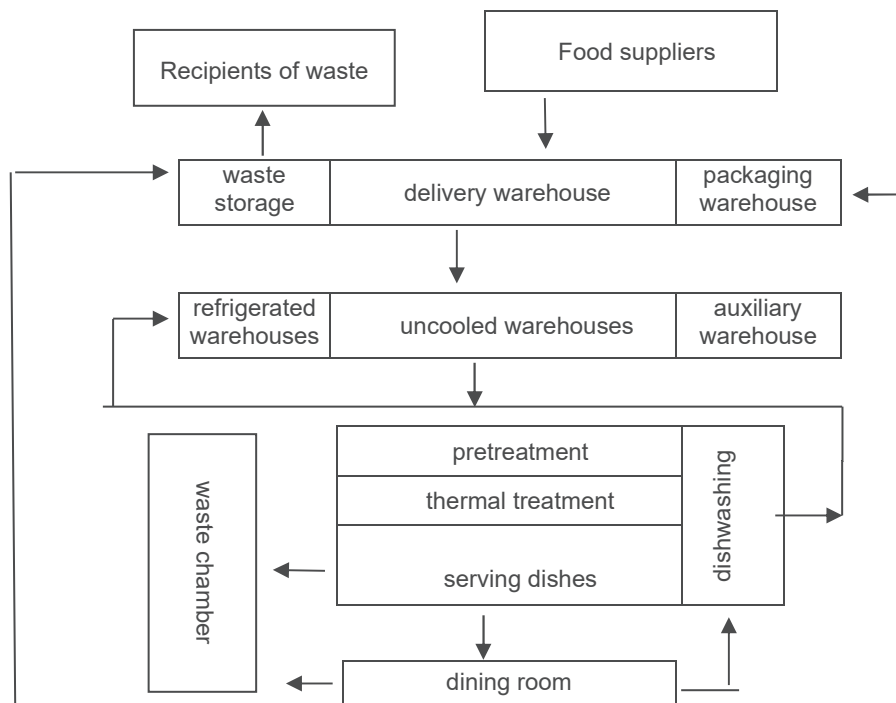 Recipients of waste
Food suppliers
waste
storage
delivery warehouse
packaging
warehouse
refrigerated
warehouses
uncooled warehouses
auxiliary
warehouse
pretreatment
thermal treatment
serving dishes
dishwashing
waste chamber
dining room